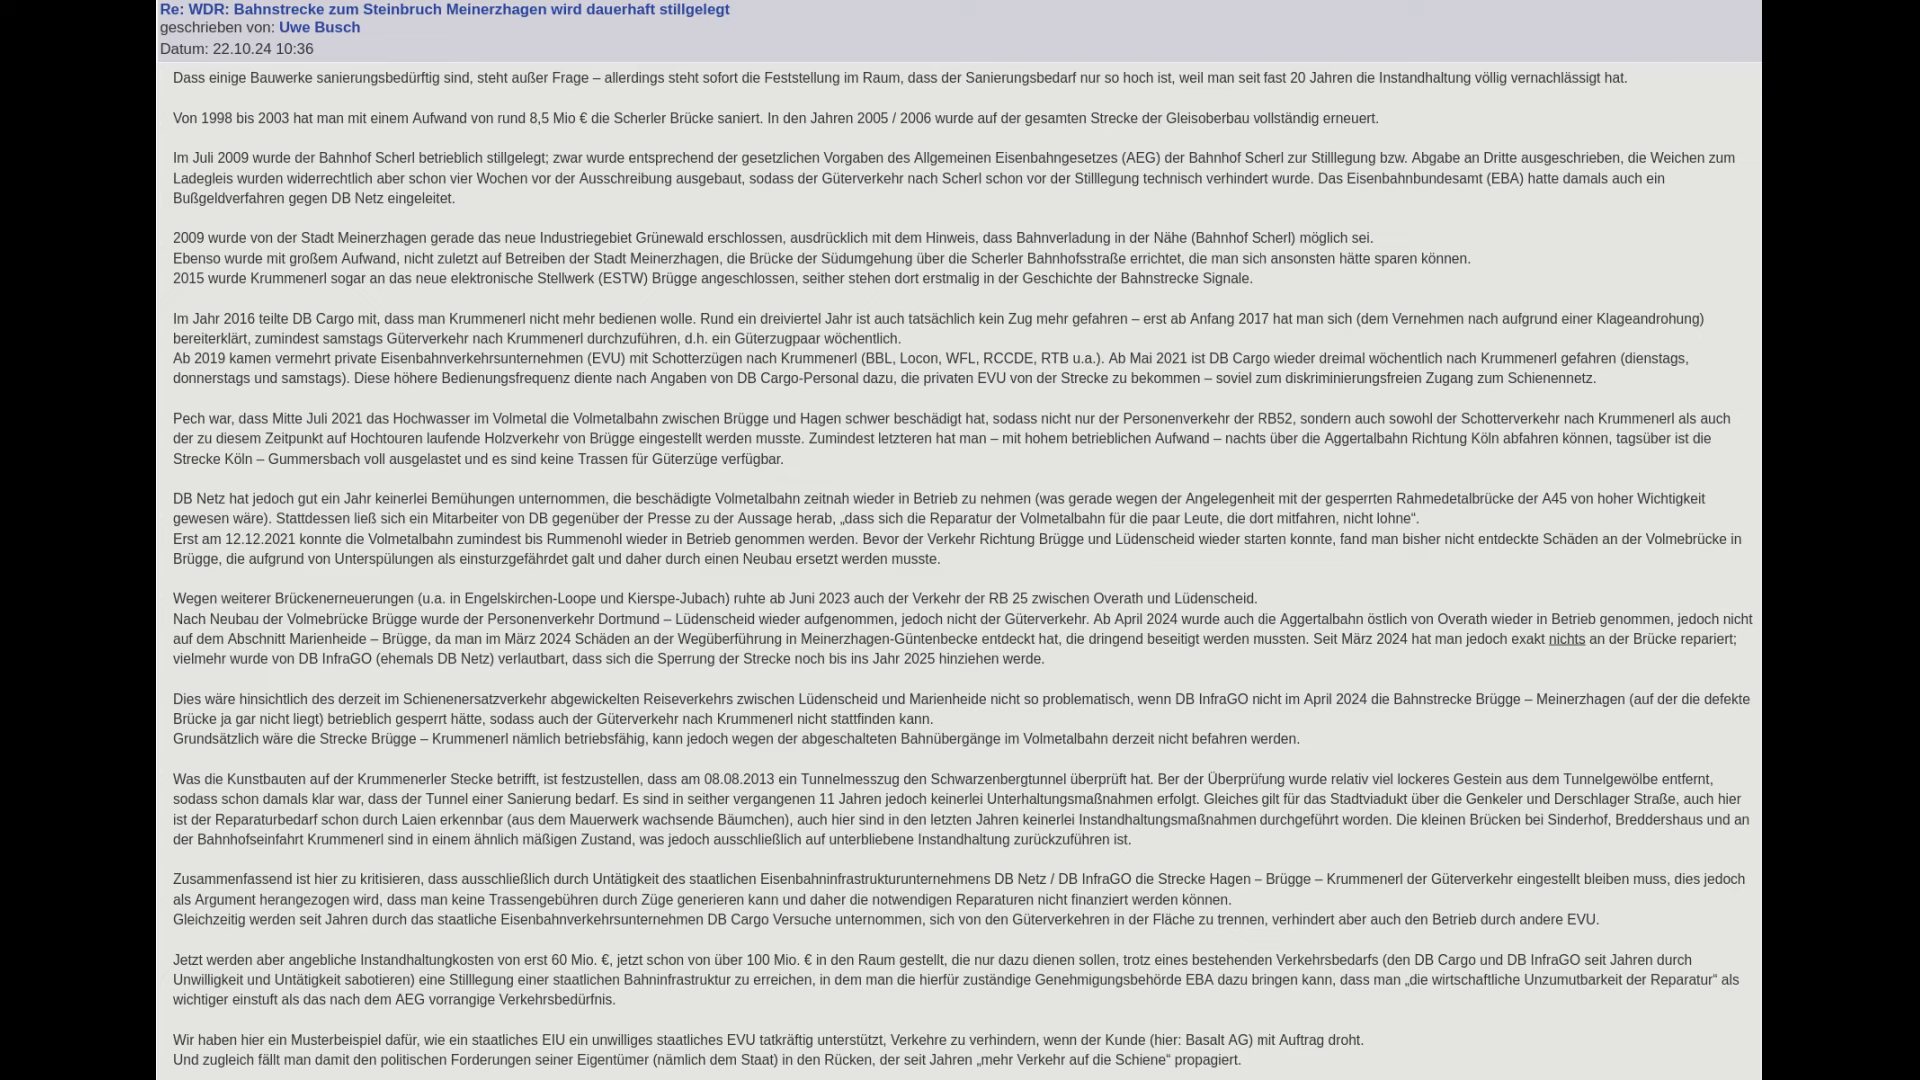 Re: WDR: Bahnstrecke zum Steinbruch Meinerzhagen wird dauerhaft stillgelegt
geschrieben von: Uwe Busch
Datum: 22.10.24 10:36
Dass einige Bauwerke sanierungsbedürftig sind, steht außer Frage – allerdings steht sofort die Feststellung im Raum, dass der Sanierungsbedarf nur so hoch ist, weil man seit fast 20 Jahren die Instandhaltung völlig vernachlässigt hat.
Von 1998 bis 2003 hat man mit einem Aufwand von rund 8,5 Mio € die Scherler Brücke saniert. In den Jahren 2005 / 2006 wurde auf der gesamten Strecke der Gleisoberbau vollständig erneuert.
Im Juli 2009 wurde der Bahnhof Scherl betrieblich stillgelegt; zwar wurde entsprechend der gesetzlichen Vorgaben des Allgemeinen Eisenbahngesetzes (AEG) der Bahnhof Scherl zur Stilllegung bzw. Abgabe an Dritte ausgeschrieben, die Weichen zum
Ladegleis wurden widerrechtlich aber schon vier Wochen vor der Ausschreibung ausgebaut, sodass der Güterverkehr nach Scherl schon vor der Stilllegung technisch verhindert wurde. Das Eisenbahnbundesamt (EBA) hatte damals auch ein
Bußgeldverfahren gegen DB Netz eingeleitet.
2009 wurde von der Stadt Meinerzhagen gerade das neue Industriegebiet Grünewald erschlossen, ausdrücklich mit dem Hinweis, dass Bahnverladung in der Nähe (Bahnhof Scherl) möglich sei.
Ebenso wurde mit großem Aufwand, nicht zuletzt auf Betreiben der Stadt Meinerzhagen, die Brücke der Südumgehung über die Scherler Bahnhofsstraße errichtet, die man sich ansonsten hätte sparen können.
2015 wurde Krummenerl sogar an das neue elektronische Stellwerk (ESTW) Brügge angeschlossen, seither stehen dort erstmalig in der Geschichte der Bahnstrecke Signale.
Im Jahr 2016 teilte DB Cargo mit, dass man Krummenerl nicht mehr bedienen wolle. Rund ein dreiviertel Jahr ist auch tatsächlich kein Zug mehr gefahren – erst ab Anfang 2017 hat man sich (dem Vernehmen nach aufgrund einer Klageandrohung)
bereiterklärt, zumindest samstags Güterverkehr nach Krummenerl durchzuführen, d.h. ein Güterzugpaar wöchentlich.
Ab 2019 kamen vermehrt private Eisenbahnverkehrsunternehmen (EVU) mit Schotterzügen nach Krummenerl (BBL, Locon, WFL, RCCDE, RTB u.a.). Ab Mai 2021 ist DB Cargo wieder dreimal wöchentlich nach Krummenerl gefahren (dienstags,
donnerstags und samstags). Diese höhere Bedienungsfrequenz diente nach Angaben von DB Cargo-Personal dazu, die privaten EVU von der Strecke zu bekommen – soviel zum diskriminierungsfreien Zugang zum Schienennetz.
Pech war, dass Mitte Juli 2021 das Hochwasser im Volmetal die Volmetalbahn zwischen Brügge und Hagen schwer beschädigt hat, sodass nicht nur der Personenverkehr der RB52, sondern auch sowohl der Schotterverkehr nach Krummenerl als auch
der zu diesem Zeitpunkt auf Hochtouren laufende Holzverkehr von Brügge eingestellt werden musste. Zumindest letzteren hat man – mit hohem betrieblichen Aufwand – nachts über die Aggertalbahn Richtung Köln abfahren können, tagsüber ist die
Strecke Köln – Gummersbach voll ausgelastet und es sind keine Trassen für Güterzüge verfügbar.
DB Netz hat jedoch gut ein Jahr keinerlei Bemühungen unternommen, die beschädigte Volmetalbahn zeitnah wieder in Betrieb zu nehmen (was gerade wegen der Angelegenheit mit der gesperrten Rahmedetalbrücke der A45 von hoher Wichtigkeit
gewesen wäre). Stattdessen ließ sich ein Mitarbeiter von DB gegenüber der Presse zu der Aussage herab, „dass sich die Reparatur der Volmetalbahn für die paar Leute, die dort mitfahren, nicht lohne“.
Erst am 12.12.2021 konnte die Volmetalbahn zumindest bis Rummenohl wieder in Betrieb genommen werden. Bevor der Verkehr Richtung Brügge und Lüdenscheid wieder starten konnte, fand man bisher nicht entdeckte Schäden an der Volmebrücke in
Brügge, die aufgrund von Unterspülungen als einsturzgefährdet galt und daher durch einen Neubau ersetzt werden musste.
Wegen weiterer Brückenerneuerungen (u.a. in Engelskirchen-Loope und Kierspe-Jubach) ruhte ab Juni 2023 auch der Verkehr der RB 25 zwischen Overath und Lüdenscheid.
Nach Neubau der Volmebrücke Brügge wurde der Personenverkehr Dortmund – Lüdenscheid wieder aufgenommen, jedoch nicht der Güterverkehr. Ab April 2024 wurde auch die Aggertalbahn östlich von Overath wieder in Betrieb genommen, jedoch nicht
auf dem Abschnitt Marienheide – Brügge, da man im März 2024 Schäden an der Wegüberführung in Meinerzhagen-Güntenbecke entdeckt hat, die dringend beseitigt werden mussten. Seit März 2024 hat man jedoch exakt nichts an der Brücke repariert;
vielmehr wurde von DB InfraGO (ehemals DB Netz) verlautbart, dass sich die Sperrung der Strecke noch bis ins Jahr 2025 hinziehen werde.
Dies wäre hinsichtlich des derzeit im Schienenersatzverkehr abgewickelten Reiseverkehrs zwischen Lüdenscheid und Marienheide nicht so problematisch, wenn DB InfraGO nicht im April 2024 die Bahnstrecke Brügge – Meinerzhagen (auf der die defekte
Brücke ja gar nicht liegt) betrieblich gesperrt hätte, sodass auch der Güterverkehr nach Krummenerl nicht stattfinden kann.
Grundsätzlich wäre die Strecke Brügge – Krummenerl nämlich betriebsfähig, kann jedoch wegen der abgeschalteten Bahnübergänge im Volmetalbahn derzeit nicht befahren werden.
Was die Kunstbauten auf der Krummenerler Stecke betrifft, ist festzustellen, dass am 08.08.2013 ein Tunnelmesszug den Schwarzenbergtunnel überprüft hat. Ber der Überprüfung wurde relativ viel lockeres Gestein aus dem Tunnelgewölbe entfernt,
sodass schon damals klar war, dass der Tunnel einer Sanierung bedarf. Es sind in seither vergangenen 11 Jahren jedoch keinerlei Unterhaltungsmaßnahmen erfolgt. Gleiches gilt für das Stadtviadukt über die Genkeler und Derschlager Straße, auch hier
ist der Reparaturbedarf schon durch Laien erkennbar (aus dem Mauerwerk wachsende Bäumchen), auch hier sind in den letzten Jahren keinerlei Instandhaltungsmaßnahmen durchgeführt worden. Die kleinen Brücken bei Sinderhof, Breddershaus und an
der Bahnhofseinfahrt Krummenerl sind in einem ähnlich mäßigen Zustand, was jedoch ausschließlich auf unterbliebene Instandhaltung zurückzuführen ist.
Zusammenfassend ist hier zu kritisieren, dass ausschließlich durch Untätigkeit des staatlichen Eisenbahninfrastrukturunternehmens DB Netz / DB InfraGO die Strecke Hagen – Brügge – Krummenerl der Güterverkehr eingestellt bleiben muss, dies jedoch
als Argument herangezogen wird, dass man keine Trassengebühren durch Züge generieren kann und daher die notwendigen Reparaturen nicht finanziert werden können.
Gleichzeitig werden seit Jahren durch das staatliche Eisenbahnverkehrsunternehmen DB Cargo Versuche unternommen, sich von den Güterverkehren in der Fläche zu trennen, verhindert aber auch den Betrieb durch andere EVU.
Jetzt werden aber angebliche Instandhaltungkosten von erst 60 Mio. €, jetzt schon von über 100 Mio. € in den Raum gestellt, die nur dazu dienen sollen, trotz eines bestehenden Verkehrsbedarfs (den DB Cargo und DB InfraGO seit Jahren durch
Unwilligkeit und Untätigkeit sabotieren) eine Stilllegung einer staatlichen Bahninfrastruktur zu erreichen, in dem man die hierfür zuständige Genehmigungsbehörde EBA dazu bringen kann, dass man „die wirtschaftliche Unzumutbarkeit der Reparatur“ als
wichtiger einstuft als das nach dem AEG vorrangige Verkehrsbedürfnis.
Wir haben hier ein Musterbeispiel dafür, wie ein staatliches EIU ein unwilliges staatliches EVU tatkräftig unterstützt, Verkehre zu verhindern, wenn der Kunde (hier: Basalt AG) mit Auftrag droht.
Und zugleich fällt man damit den politischen Forderungen seiner Eigentümer (nämlich dem Staat) in den Rücken, der seit Jahren „mehr Verkehr auf die Schiene“ propagiert.